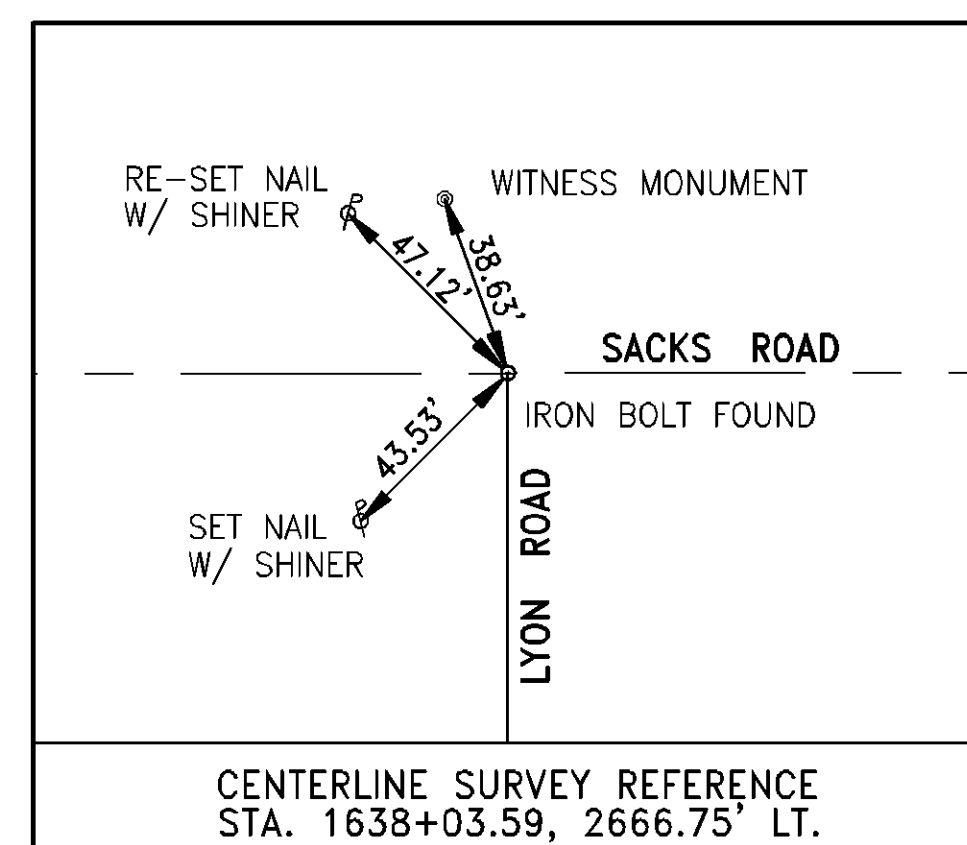 RE-SET NAIL
W/ SHINER
WITNESS MONUMENT
47.12'
38.63'
SACKS ROAD
IRON BOLT FOUND
43.53'
SET NAIL
W/ SHINER
LYON ROAD
CENTERLINE SURVEY REFERENCE
STA. 1638+03.59, 2666.75' LT.